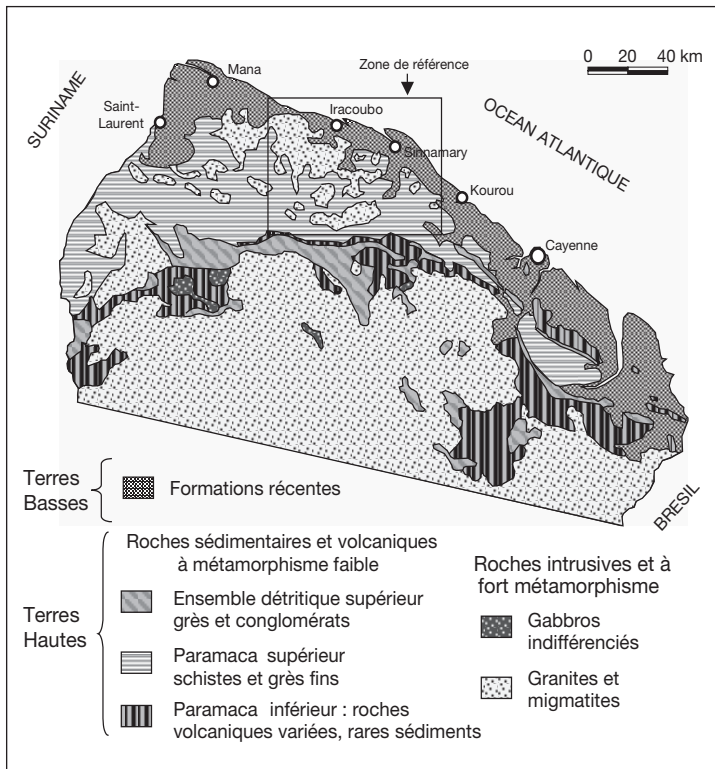 0 20 40 km
Zone de référence
Mana
SURINAME
Saint-
Laurent
Iracoubo
OCEAN ATLANTIQUE
Sinnamary
Kourou
Cayenne
BRESIL
Terres
Basses
Formations récentes
Terres
Hautes
Roches sédimentaires et volcaniques
à métamorphisme faible
Ensemble détritique supérieur
grès et conglomérats
Paramaca supérieur
schistes et grès fins
Paramaca inférieur : roches
volcaniques variées, rares sédiments
Roches intrusives et à
fort métamorphisme
Gabbros
indifférenciés
Granites et
migmatites